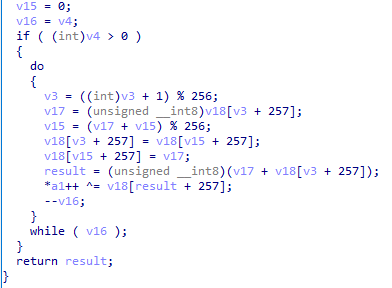 v15 = 0;
v16 = v4;
if ( (int)v4 > 0 )
{
do
{
v3 = ((int)v3 + 1) % 256;
v17 = (unsigned __int8)v18[v3 + 257];
v15 = (v17 + v15) % 256;
v18[v3 + 257] = v18[v15 + 257];
v18[v15 + 257] = v17;
result = (unsigned __int8)(v17 + v18[v3 + 257]);
*a1++ ^= v18[result + 257];
--v16;
}
while ( v16 );
}
return result;
}